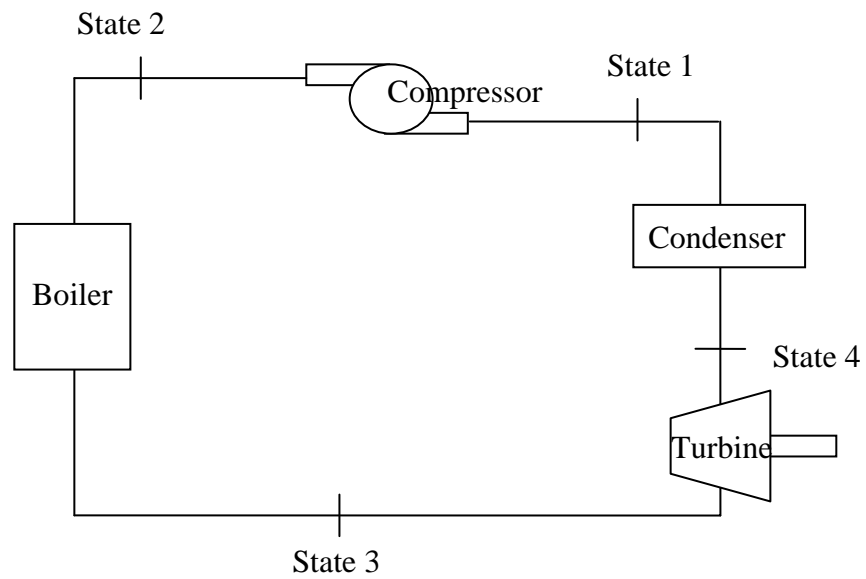 State 2
State 1
Compressor
Condenser
Boiler
State 4
Turbine
State 3